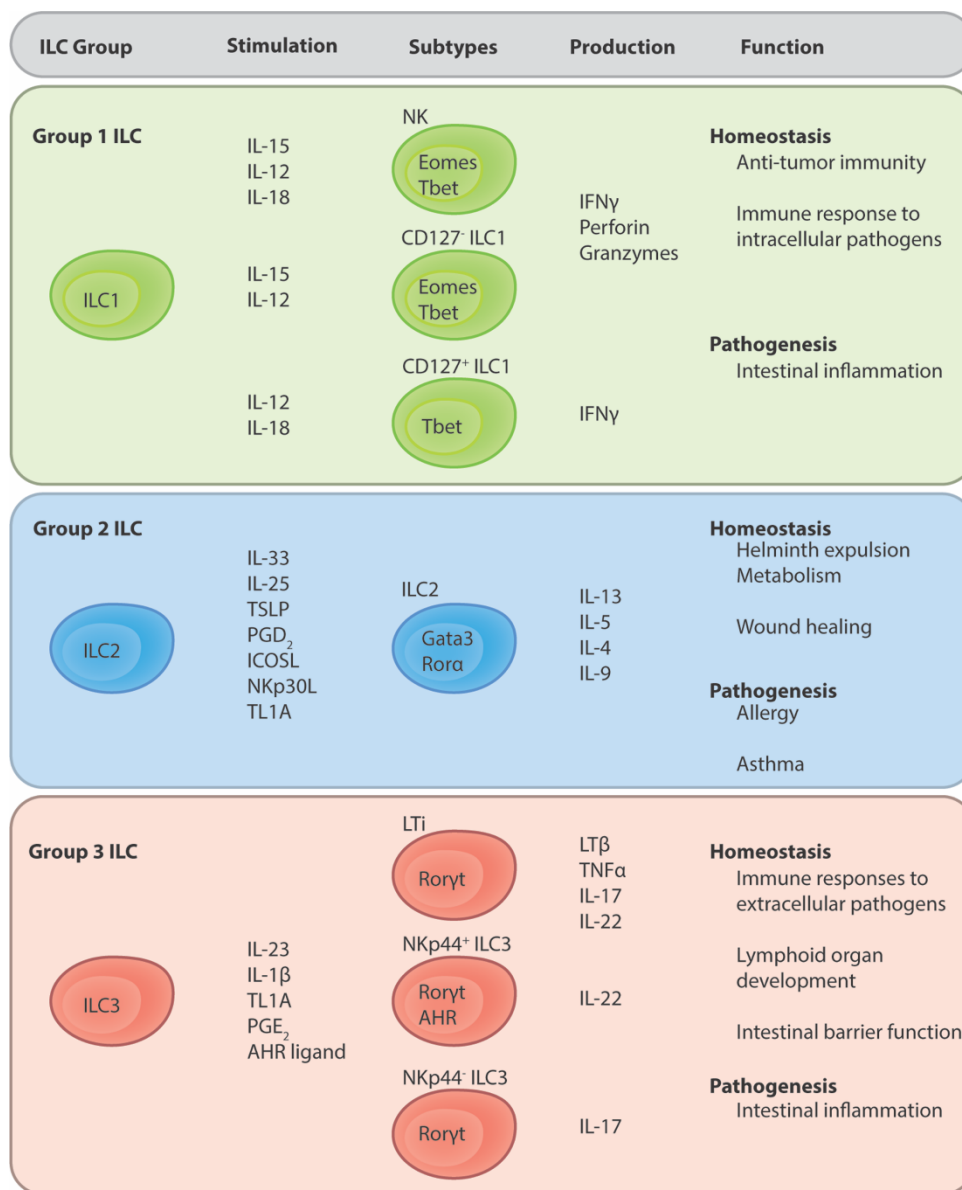 ILC Group Stimulation Subtypes Production Function
Group 1 ILC
ILC1
IL-15
IL-12
IL-18
IL-15
IL-12
IL-12
IL-18
NK
Eomes
Tbet
CD127⁻ ILC1
Eomes
Tbet
CD127⁺ ILC1
Tbet
IFNγ
Perforin
Granzymes
IFNγ
Homeostasis
Anti-tumor immunity
Immune response to
intracellular pathogens
Pathogenesis
Intestinal inflammation
Group 2 ILC
ILC2
IL-33
IL-25
TSLP
PGD₂
ICOSL
NKp30L
TL1A
ILC2
Gata3
Rorα
IL-13
IL-5
IL-4
IL-9
Homeostasis
Helminth expulsion
Metabolism
Wound healing
Pathogenesis
Allergy
Asthma
Group 3 ILC
ILC3
IL-23
IL-1β
TL1A
PGE₂
AHR ligand
LTi
Rorγt
NKp44⁺ ILC3
Rorγt
AHR
NKp44⁻ ILC3
Rorγt
LTβ
TNFα
IL-17
IL-22
IL-22
IL-17
Homeostasis
Immune responses to
extracellular pathogens
Lymphoid organ
development
Intestinal barrier function
Pathogenesis
Intestinal inflammation